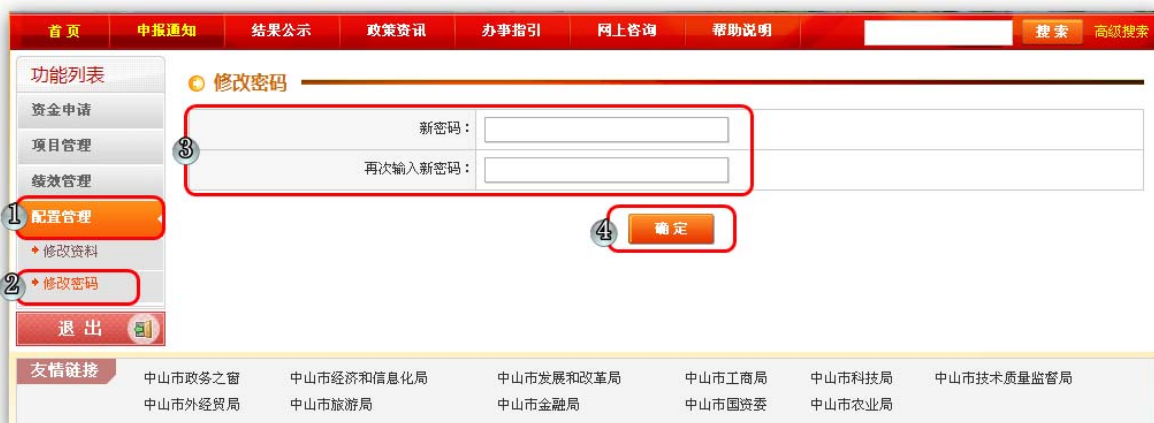 首页 申报通知 结果公示 政策资讯 办事指引 网上咨询 帮助说明 搜索 高级搜索
功能列表
资金申请
项目管理
绩效管理
1 配置管理
修改资料
2 修改密码
退出
修改密码
3
新密码：
再次输入新密码：
4 确定
友情链接
中山市政务之窗 中山市经济和信息化局 中山市发展和改革局 中山市工商局 中山市科技局 中山市技术质量监督局
中山市外经贸局 中山市旅游局 中山市金融局 中山市国资委 中山市农业局